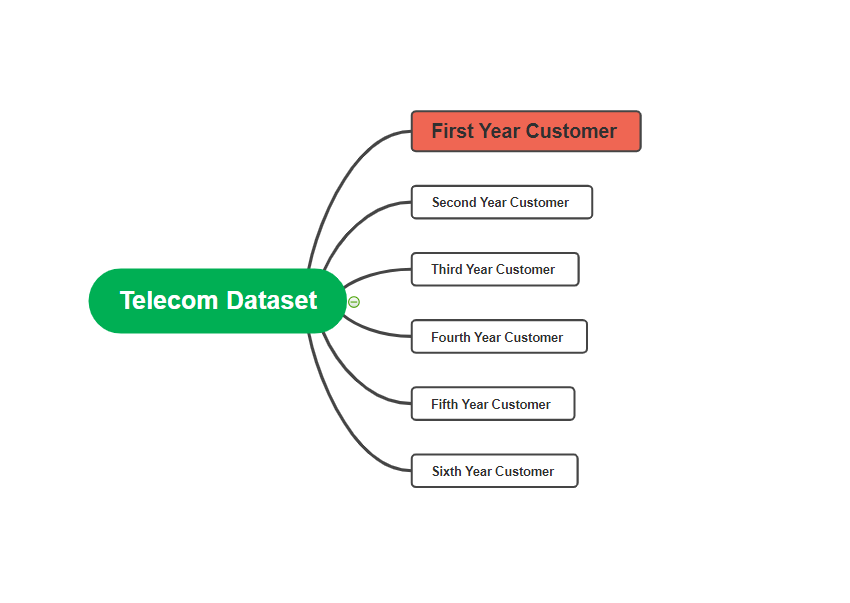 Telecom Dataset
First Year Customer
Second Year Customer
Third Year Customer
Fourth Year Customer
Fifth Year Customer
Sixth Year Customer